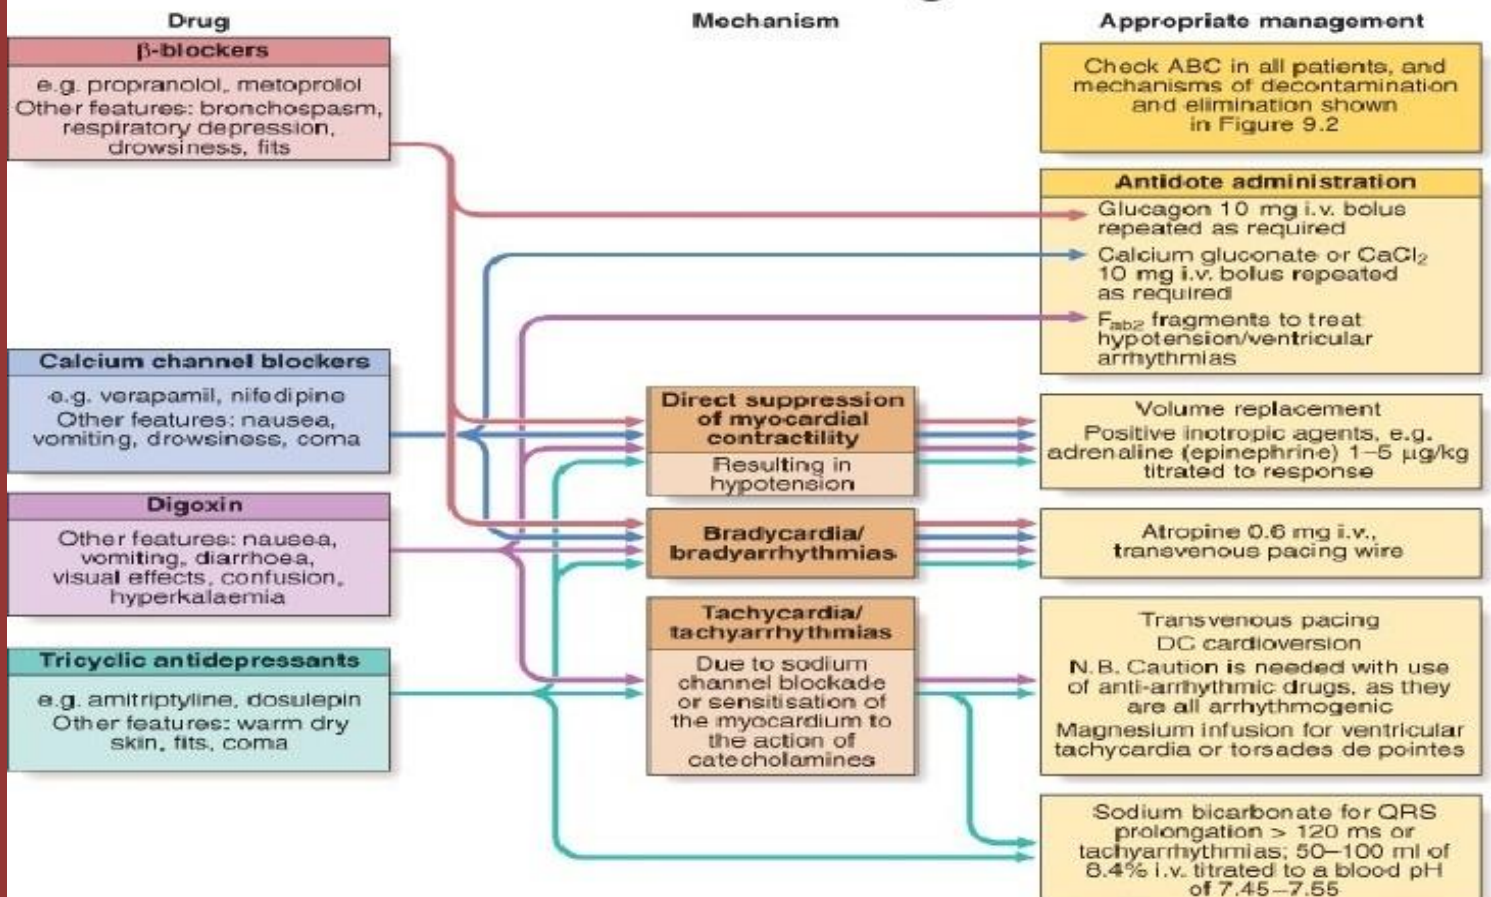 Drug
Mechanism
Appropriate management
β-blockers
e.g. propranolol, metoprolol
Other features: bronchospasm,
respiratory depression,
drowsiness, fits
Calcium channel blockers
e.g. verapamil, nifedipine
Other features: nausea,
vomiting, drowsiness, coma
Digoxin
Other features: nausea,
vomiting, diarrhoea,
visual effects, confusion,
hyperkalaemia
Tricyclic antidepressants
e.g. amitriptyline, dosulepin
Other features: warm dry
skin, fits, coma
Direct suppression
of myocardial
contractility
Resulting in
hypotension
Bradycardia/
bradyarrhythmias
Tachycardia/
tachyarrhythmias
Due to sodium
channel blockade
or sensitisation of
the myocardium to
the action of
catecholamines
Check ABC in all patients, and
mechanisms of decontamination
and elimination shown
in Figure 9.2
Antidote administration
Glucagon 10 mg i.v. bolus
repeated as required
Calcium gluconate or CaCl₂
10 mg i.v. bolus repeated
as required
Fab2 fragments to treat
hypotension/ventricular
arrhythmias
Volume replacement
Positive inotropic agents, e.g.
adrenaline (epinephrine) 1–5 µg/kg
titrated to response
Atropine 0.6 mg i.v.,
transvenous pacing wire
Transvenous pacing
DC cardioversion
N.B. Caution is needed with use
of anti-arrhythmic drugs, as they
are all arrhythmogenic
Magnesium infusion for ventricular
tachycardia or torsades de pointes
Sodium bicarbonate for QRS
prolongation > 120 ms or
tachyarrhythmias; 50–100 ml of
8.4% i.v. titrated to a blood pH
of 7.45–7.55